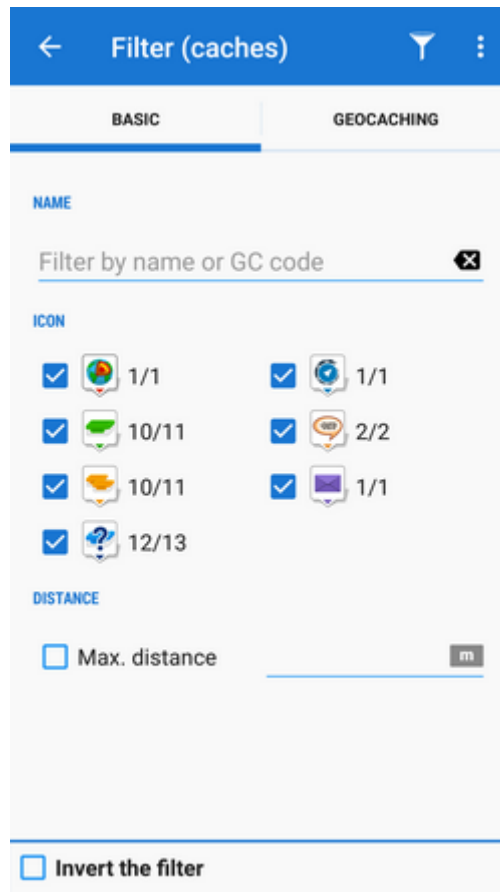 Filter (caches)
BASIC
GEOCACHING
NAME
Filter by name or GC code
ICON
1/1
1/1
10/11
2/2
10/11
1/1
12/13
DISTANCE
Max. distance
m
Invert the filter